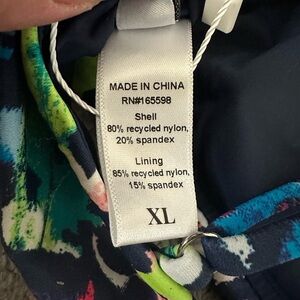 MADE IN CHINA
RN#165598
Shell
80% recycled nylon,
20% spandex
Lining
85% recycled nylon,
15% spandex
XL